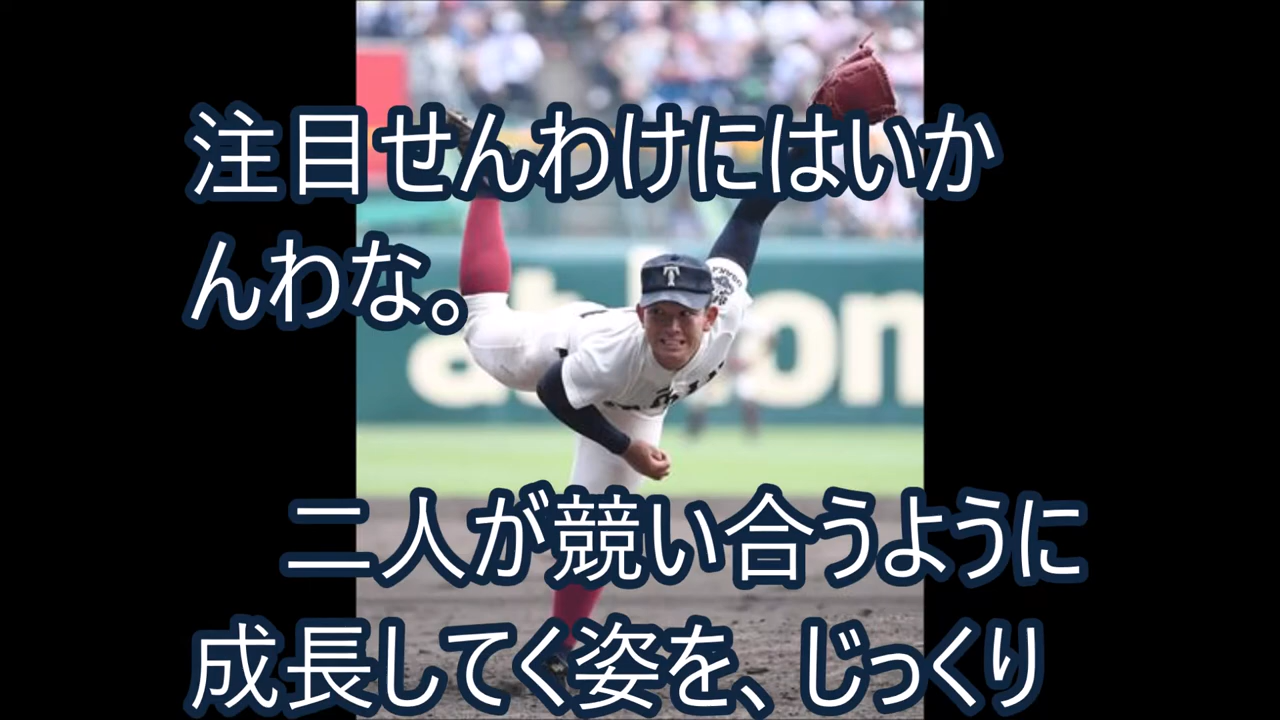 注目せんわけにはいか
んわな。
T
OSAKA
二人が競い合うように
成長してく姿を、じっくり